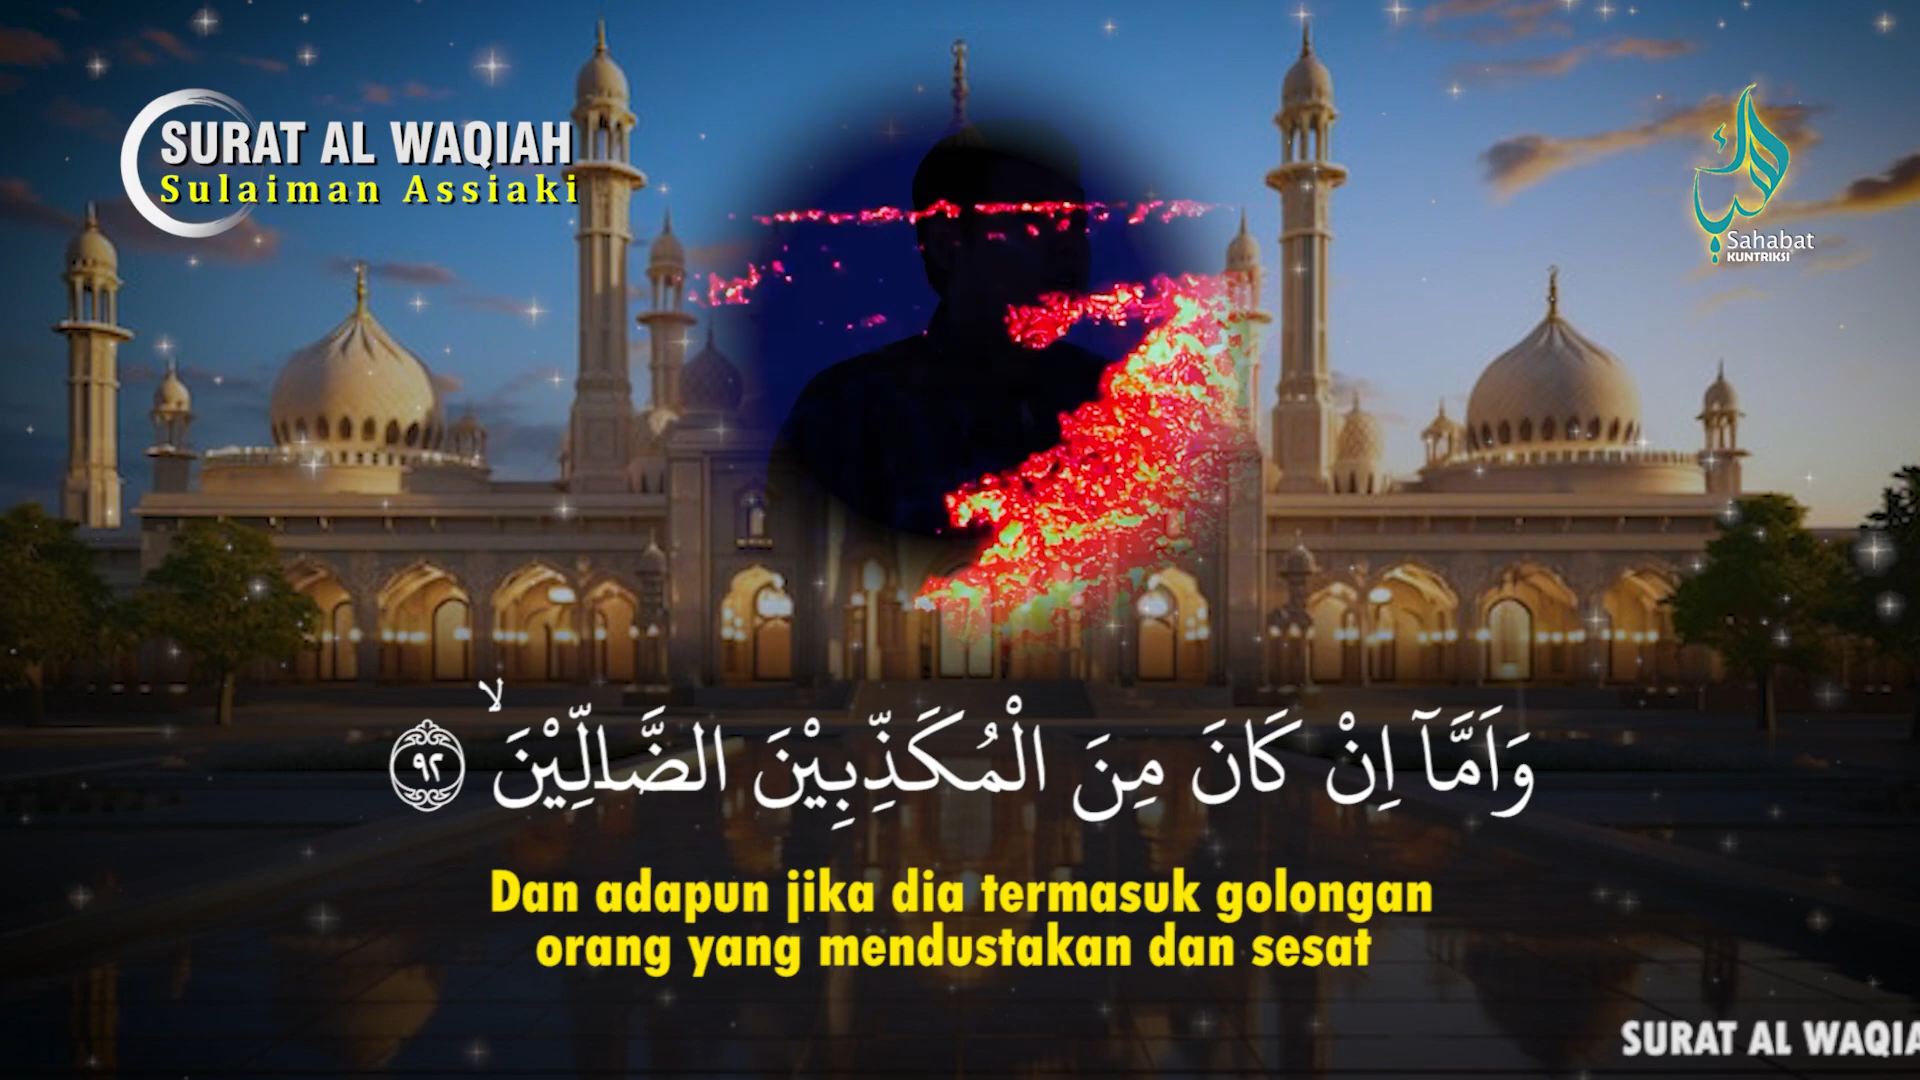 SURAT AL WAQIAH
Sulaiman Assiaki
Sahabat
KUNTRIKSI
وَاَمَّآ اِنْ كَانَ مِنَ الْمُكَذِّبِيْنَ الضَّاۤلِّيْنَۙ ٩٢
Dan adapun jika dia termasuk golongan
orang yang mendustakan dan sesat
SURAT AL WAQIA